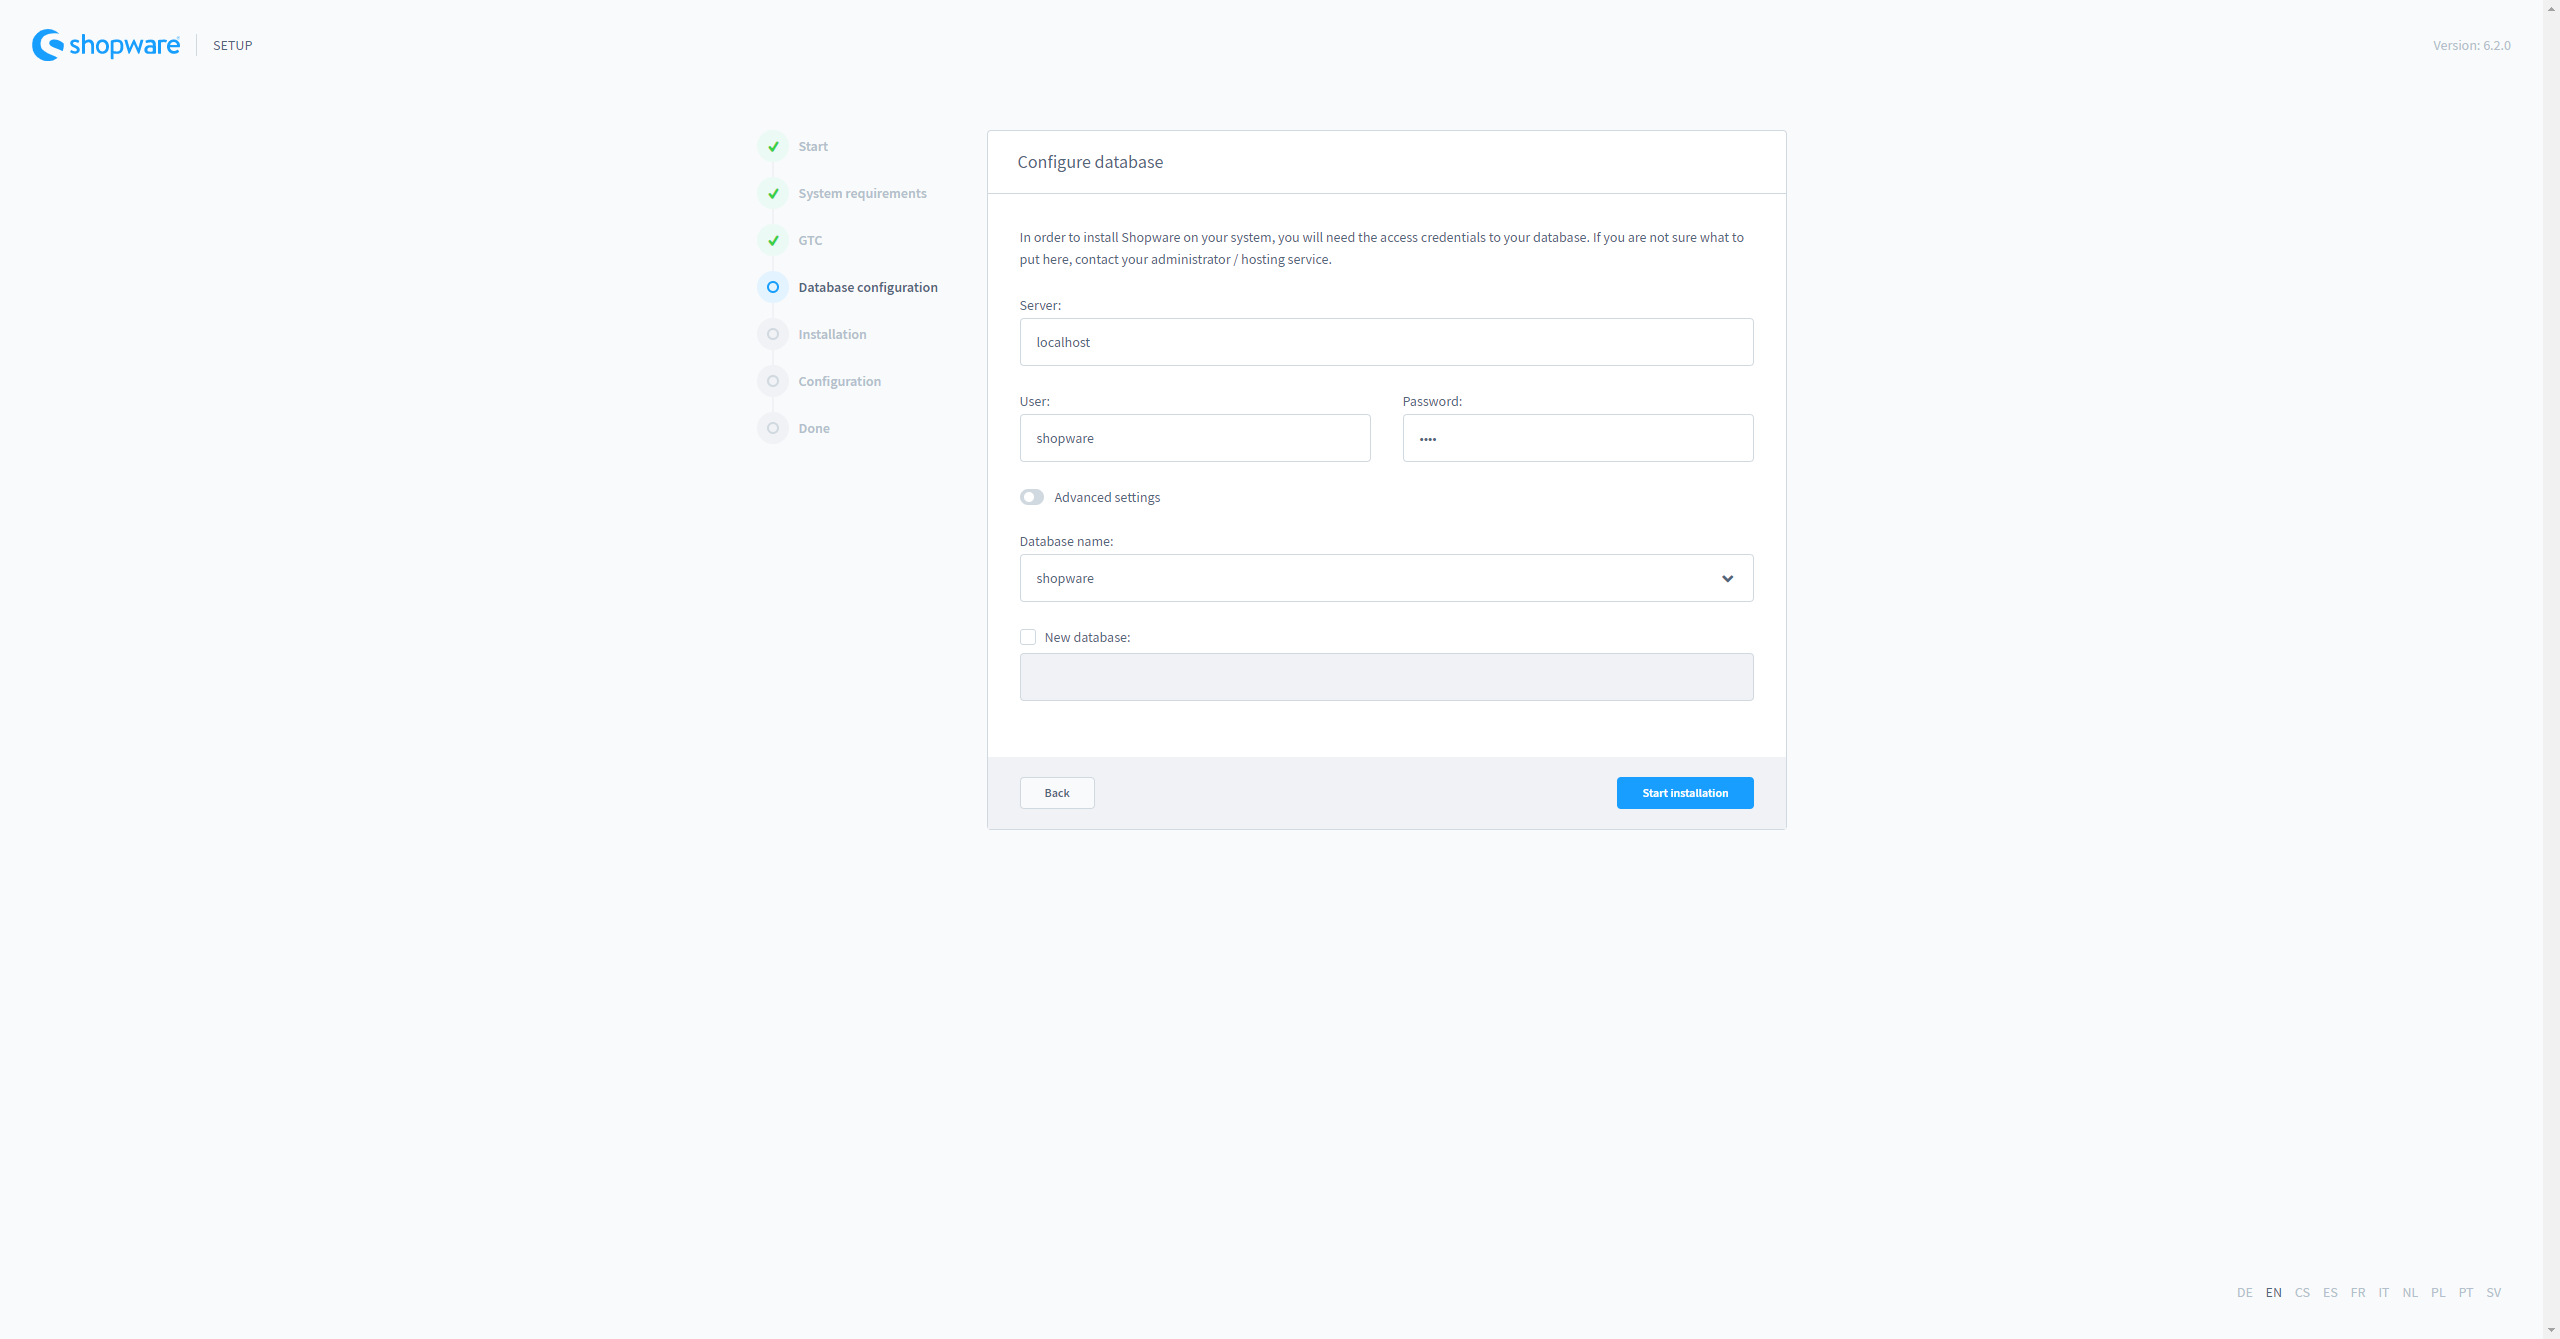 shopware
SETUP
Version: 6.2.0
Start
System requirements
GTC
Database configuration
Installation
Configuration
Done
Configure database
In order to install Shopware on your system, you will need the access credentials to your database. If you are not sure what to
put here, contact your administrator / hosting service.
Server:
localhost
User:
Password:
shopware
••••
Advanced settings
Database name:
shopware
New database:
Back
Start installation
DE EN CS ES FR IT NL PL PT SV